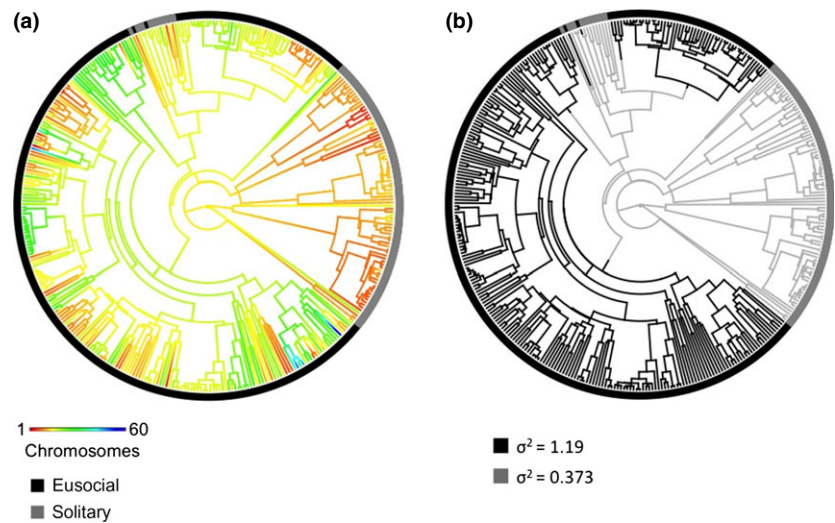 (a)
(b)
1 60
Chromosomes
Eusocial
Solitary
σ² = 1.19
σ² = 0.373